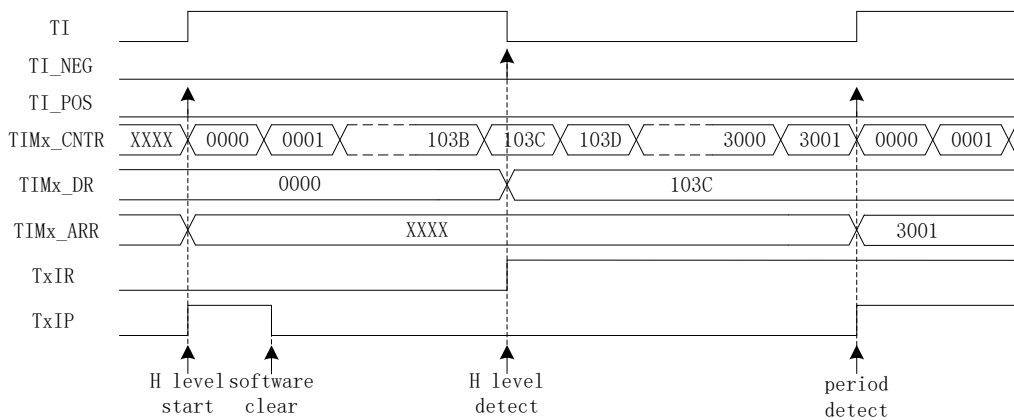 TI
TI_NEG
TI_POS
TIMx_CNTR XXXX 0000 0001 103B 103C 103D 3000 3001 0000 0001
TIMx_DR 0000 103C
TIMx_ARR XXXX 3001
TxIR
TxIP
H level start
software clear
H level detect
period detect